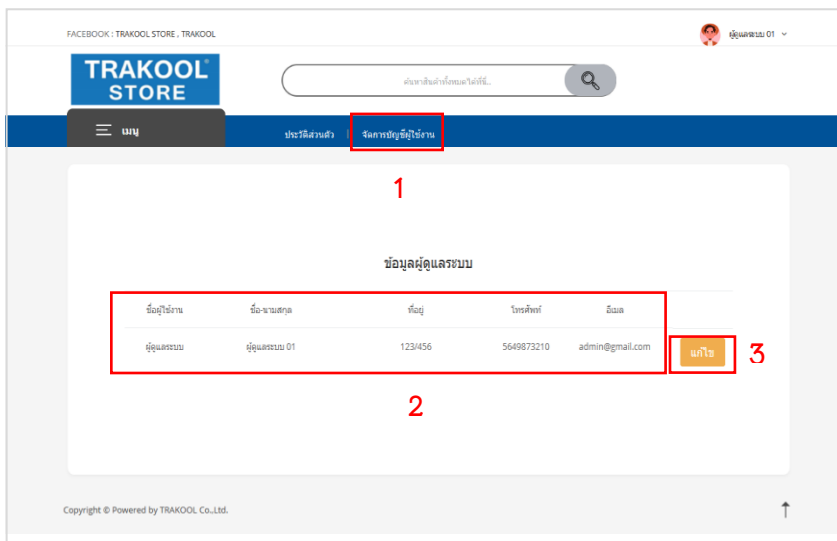 FACEBOOK : TRAKOOL STORE , TRAKOOL
ผู้ดูแลระบบ 01
TRAKOOL®
STORE
ค้นหาสินค้าทั้งหมดได้ที่นี่..
เมนู
ประวัติส่วนตัว | จัดการบัญชีผู้ใช้งาน
1
ข้อมูลผู้ดูแลระบบ
ชื่อผู้ใช้งาน ชื่อ-นามสกุล ที่อยู่ โทรศัพท์ อีเมล
ผู้ดูแลระบบ ผู้ดูแลระบบ 01 123/456 5649873210 admin@gmail.com แก้ไข 3
2
Copyright © Powered by TRAKOOL Co.,Ltd.